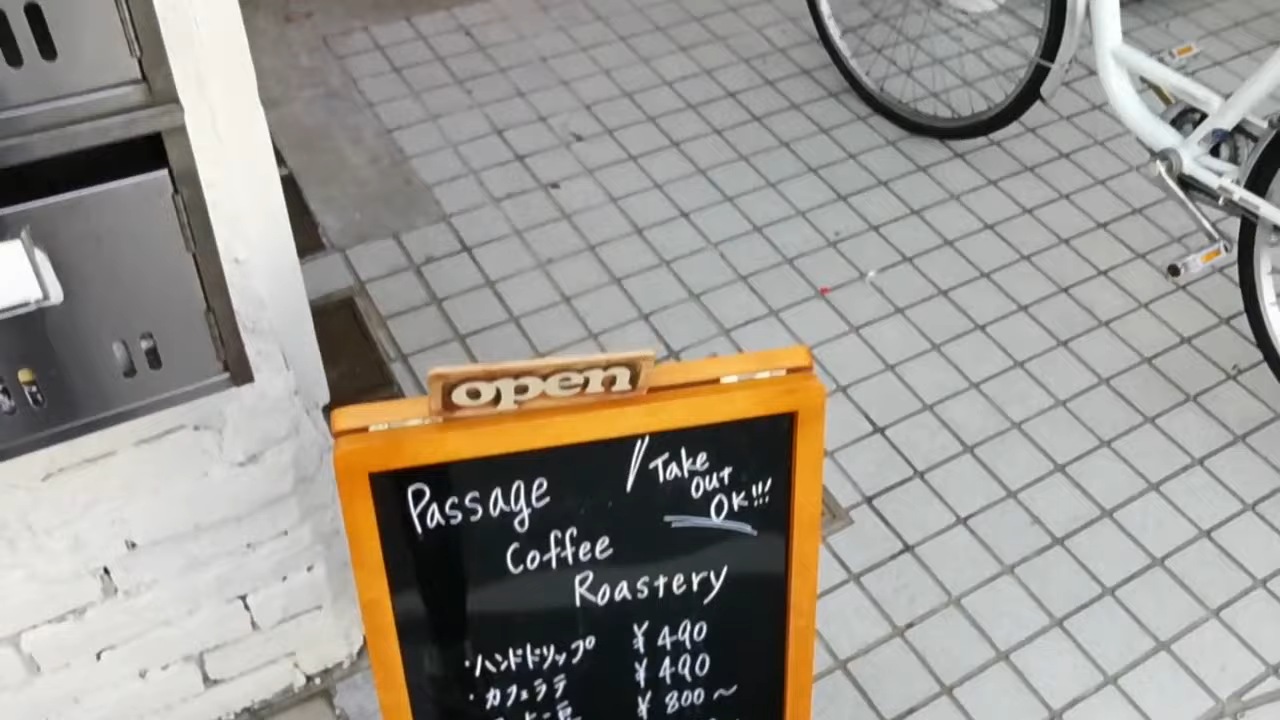 open
Passage
Coffee
Roastery
Take
out
OK!!!
・ハンドドリップ ¥490
・カフェラテ ¥490
¥800〜